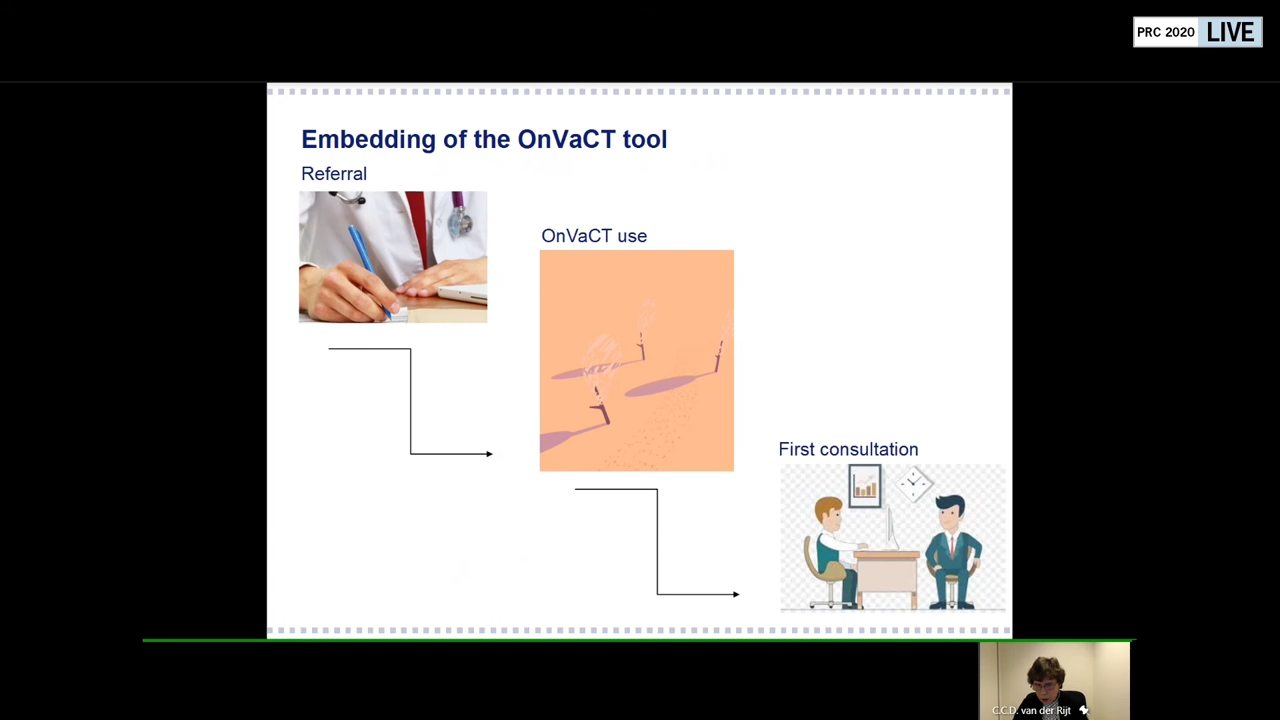 PRC 2020 LIVE
Embedding of the OnVaCT tool
Referral
OnVaCT use
First consultation
C.C.D. van der Rijt